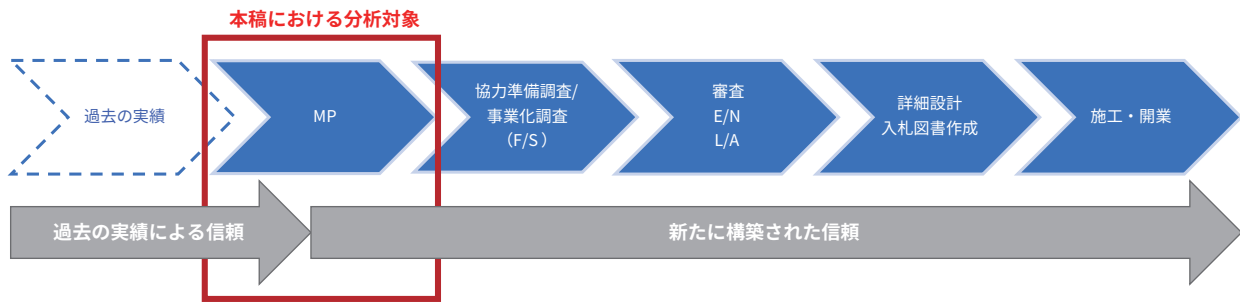 本稿における分析対象
過去の実績
MP
協力準備調査/
事業化調査
（F/S）
審査
E/N
L/A
詳細設計
入札図書作成
施工・開業
過去の実績による信頼
新たに構築された信頼